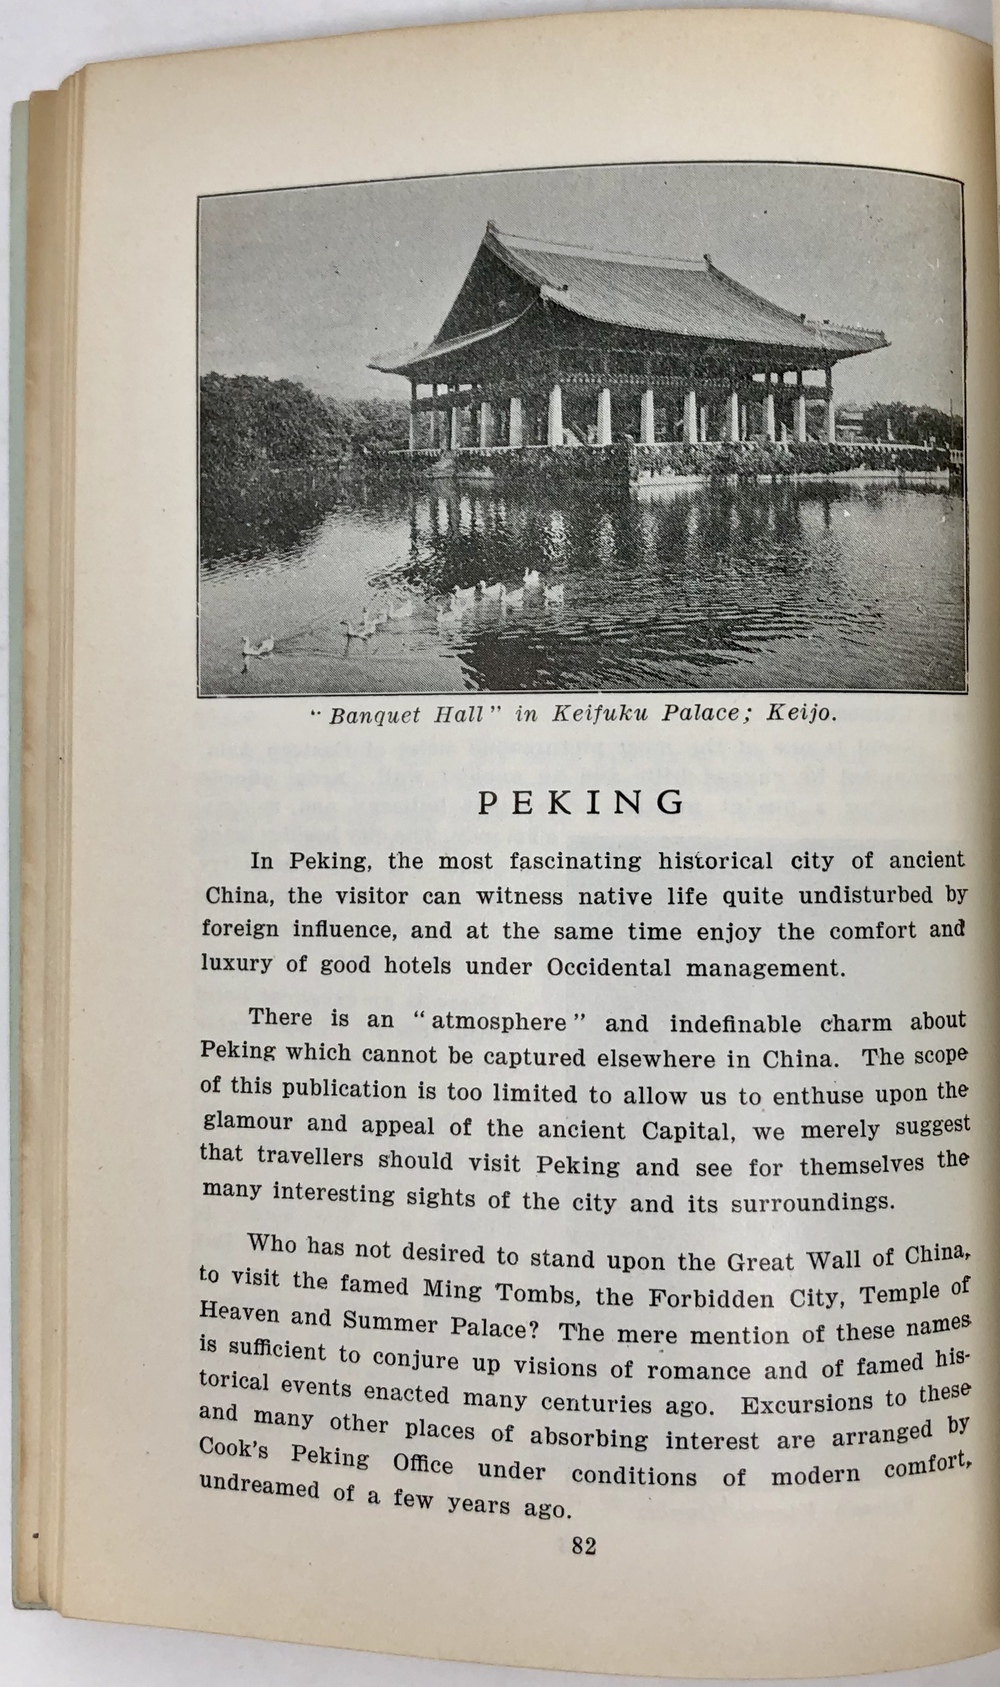 “Banquet Hall” in Keifuku Palace; Keijo.
PEKING
In Peking, the most fascinating historical city of ancient
China, the visitor can witness native life quite undisturbed by
foreign influence, and at the same time enjoy the comfort and
luxury of good hotels under Occidental management.
There is an “atmosphere” and indefinable charm about
Peking which cannot be captured elsewhere in China. The scope
of this publication is too limited to allow us to enthuse upon the
glamour and appeal of the ancient Capital, we merely suggest
that travellers should visit Peking and see for themselves the
many interesting sights of the city and its surroundings.
Who has not desired to stand upon the Great Wall of China,
to visit the famed Ming Tombs, the Forbidden City, Temple of
Heaven and Summer Palace? The mere mention of these names
is sufficient to conjure up visions of romance and of famed his-
torical events enacted many centuries ago. Excursions to these
and many other places of absorbing interest are arranged by
Cook’s Peking Office under conditions of modern comfort,
undreamed of a few years ago.
82